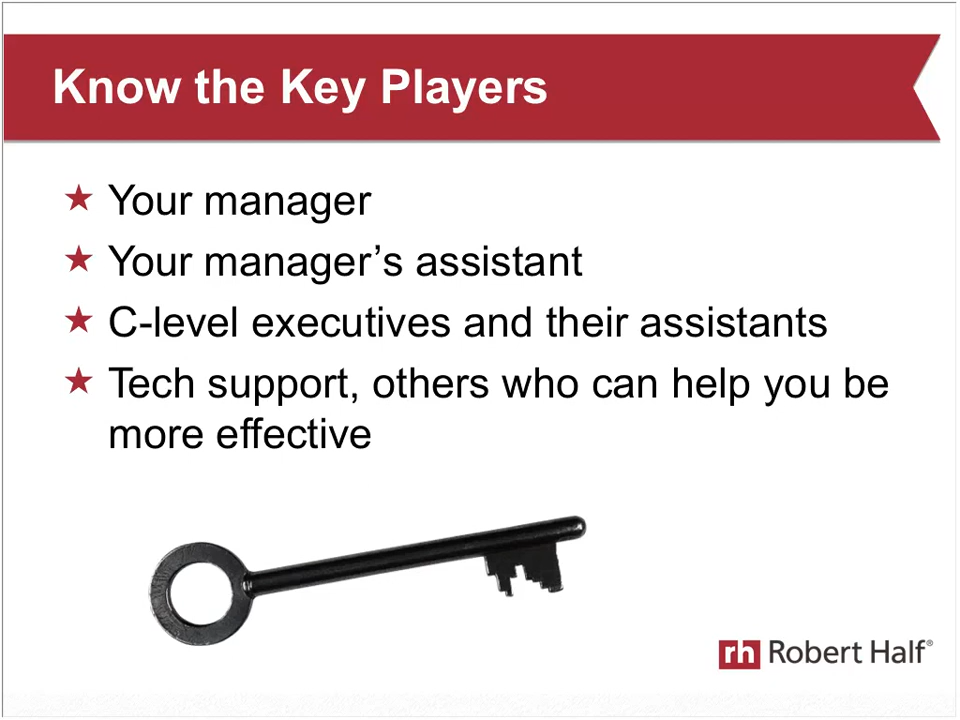 Know the Key Players
Your manager
Your manager’s assistant
C-level executives and their assistants
Tech support, others who can help you be
more effective
rh Robert Half®